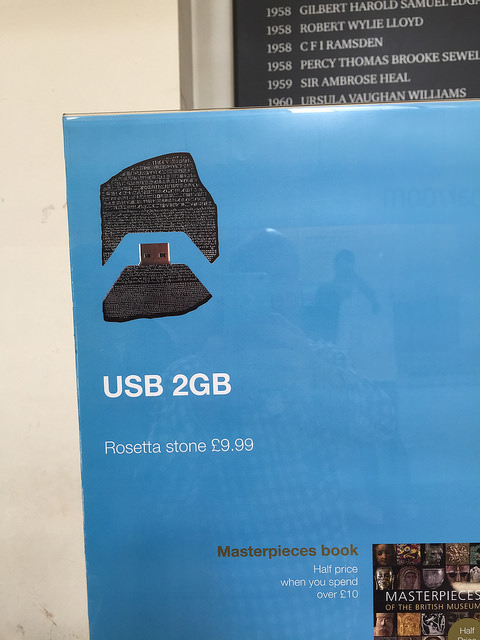 1958 GILBERT HAROLD SAMUEL
1958 ROBERT WYLIE LLOYD
1958 C F I RAMSDEN
1958 PERCY THOMAS BROOKE SEWEL
1959 SIR AMBROSE HEAL
1960 URSULA VAUGHAN WILLIAMS
USB 2GB
Rosetta stone £9.99
Masterpieces book
Half price
when you spend
over £10
MASTERPIECES
OF THE BRITISH MUSEUM
Half